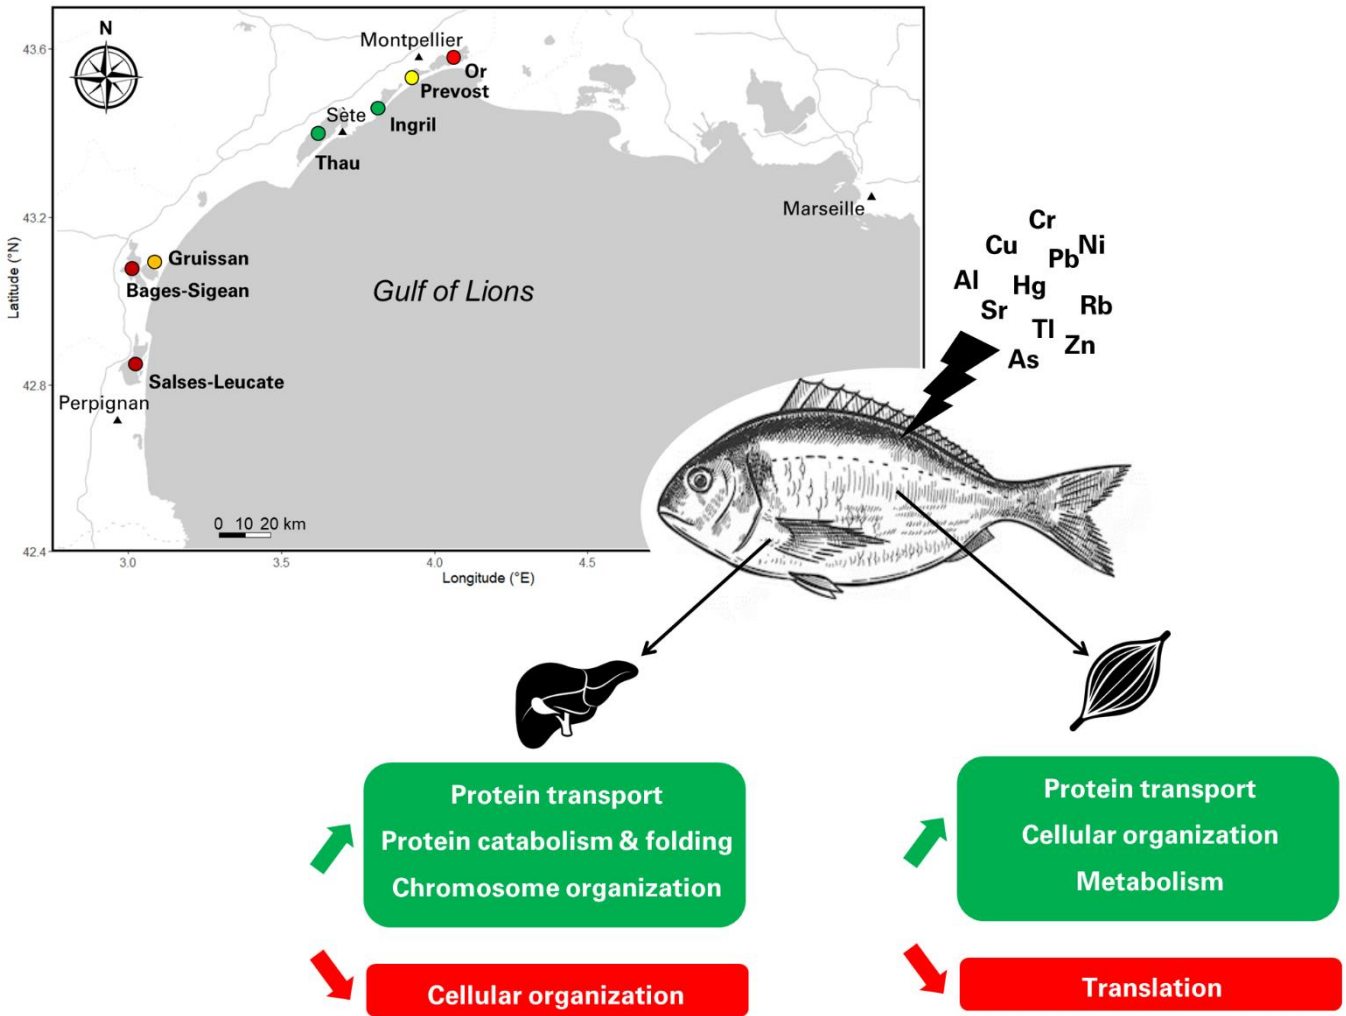 N
43.6
43.2
42.8
42.4
Latitude (°N)
Montpellier
Or
Prevost
Sète
Ingril
Thau
Marseille
Gruissan
Bages-Sigean
Gulf of Lions
Salses-Leucate
Perpignan
0 10 20 km
3.0 3.5 4.0 4.5
Longitude (°E)
Cr
Cu
Ni
Pb
Al
Hg
Sr
Rb
Tl
Zn
As
Protein transport
Protein catabolism & folding
Chromosome organization
Cellular organization
Protein transport
Cellular organization
Metabolism
Translation